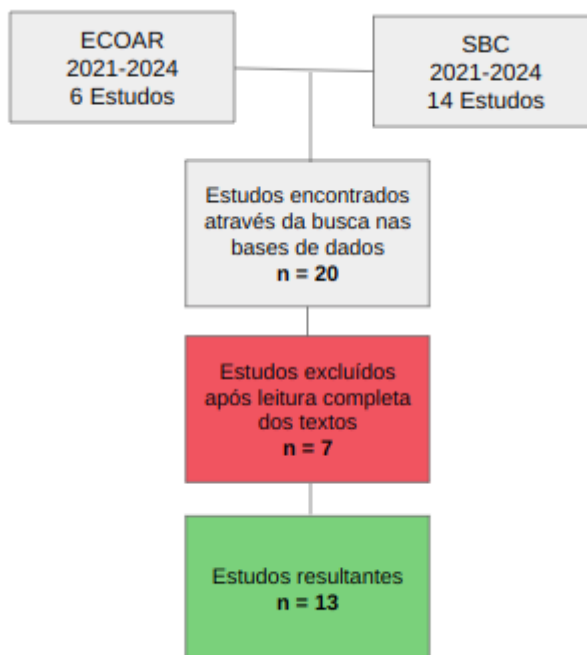 ECOAR
2021-2024
6 Estudos
SBC
2021-2024
14 Estudos
Estudos encontrados
através da busca nas
bases de dados
n = 20
Estudos excluídos
após leitura completa
dos textos
n = 7
Estudos resultantes
n = 13